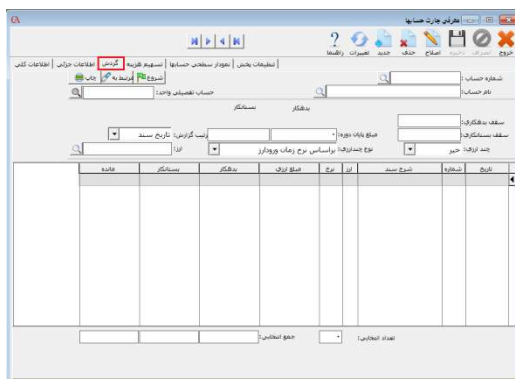 معرفی چارت حسابها
خروج انصراف ذخیره اصلاح حذف جدید تغییرات راهنما
اطلاعات کلی اطلاعات جزئی گردش تسهیم هزینه نمودار سطحی حسابها تنظیمات پخش
شماره حساب: شروع مرتبط به چاپ
نام حساب: حساب تفصیلی واحد:
بدهکار بستانکار
سقف بدهکاری:
سقف بستانکاری: مبلغ پایان دوره: ترتیب گزارش: تاریخ سند
چند ارزی: خیر نوع چندارزی: براساس نرخ زمان ورودارز ارز:
تاریخ شماره شرح سند ارز نرخ مبلغ ارزی بدهکار بستانکار مانده
تعداد انتخابی: جمع انتخابی: